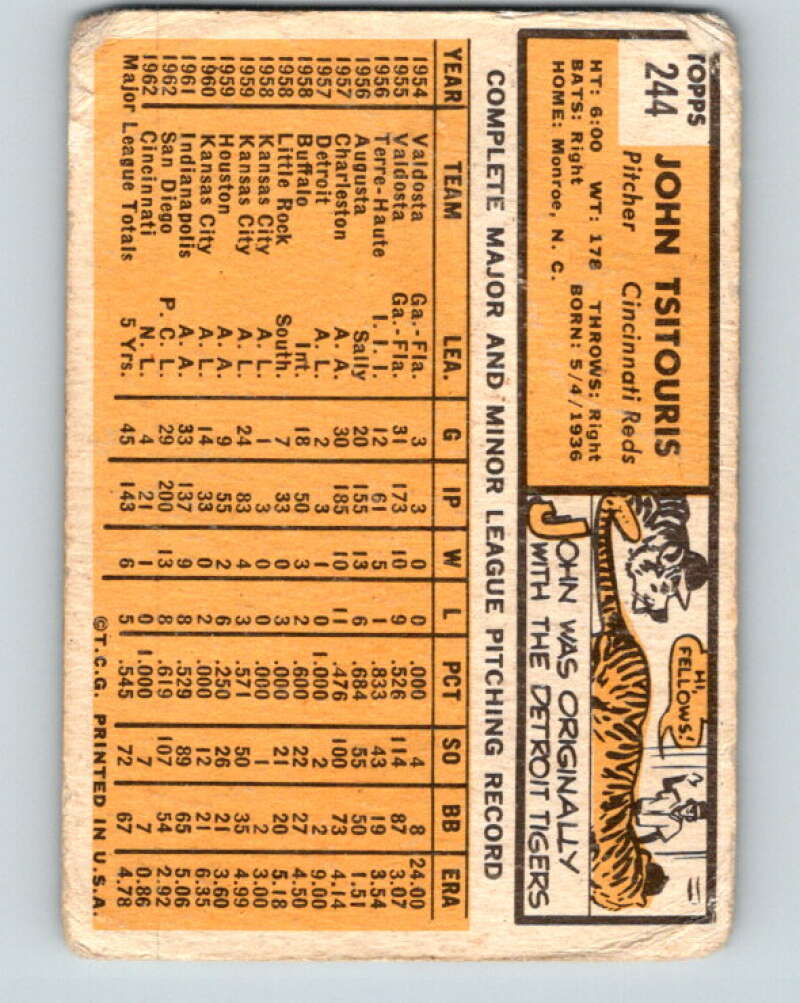 TOPPS
244
JOHN TSITOURIS
Pitcher Cincinnati Reds
HT: 6:00 WT: 178 THROWS: Right
BATS: Right BORN: 5/4/1936
HOME: Monroe, N. C.
HI, FELLOWS!
JOHN WAS ORIGINALLY
WITH THE DETROIT TIGERS
COMPLETE MAJOR AND MINOR LEAGUE PITCHING RECORD
YEAR TEAM LEA. G IP W L PCT SO BB ERA
1954 Valdosta Ga.-Fla. 3 3 0 0 .000 4 8 24.00
1955 Valdosta Ga.-Fla. 31 173 10 9 .526 114 87 3.07
1956 Terre-Haute I. I. I. 12 61 5 1 .833 43 19 3.54
1956 Augusta Sally 20 155 13 6 .684 55 50 1.51
1957 Charleston A. A. 30 185 10 11 .476 100 73 4.14
1957 Detroit A. L. 2 3 1 0 1.000 2 2 9.00
1958 Buffalo Int. 18 50 3 2 .600 22 27 4.50
1958 Little Rock South. 7 33 0 3 .000 21 20 5.18
1958 Kansas City A. L. 1 3 0 0 .000 1 2 3.00
1959 Kansas City A. L. 24 83 4 3 .571 50 35 4.99
1959 Houston A. A. 9 55 2 6 .250 26 21 3.60
1960 Kansas City A. L. 14 33 0 2 .000 12 21 6.35
1961 Indianapolis A. A. 33 137 9 8 .529 89 65 5.06
1962 San Diego P. C. L. 29 200 13 8 .619 107 54 2.92
1962 Cincinnati N. L. 4 21 1 0 1.000 7 7 0.86
Major League Totals 5 Yrs. 45 143 6 5 .545 72 67 4.78
©T.C.G. PRINTED IN U.S.A.